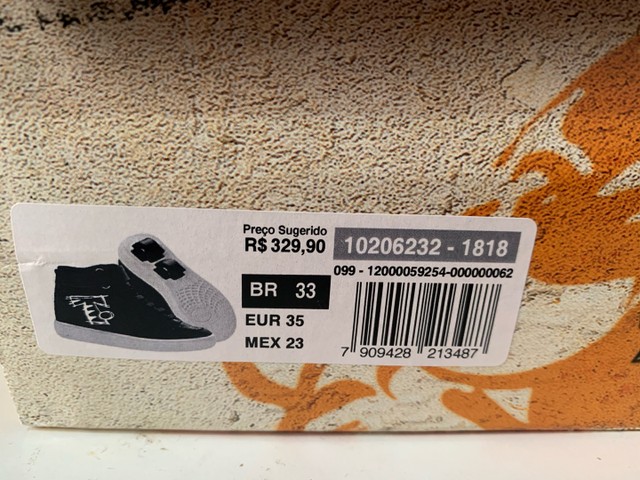 Preço Sugerido
R$ 329,90
10206232 - 1818
099 - 12000059254-000000062
BR 33
EUR 35
MEX 23
7 909428 213487